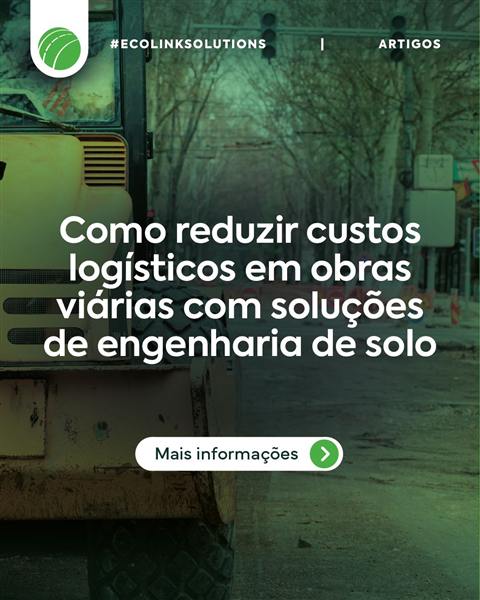 #ECOLINKSOLUTIONS | ARTIGOS
Como reduzir custos
logísticos em obras
viárias com soluções
de engenharia de solo
Mais informações